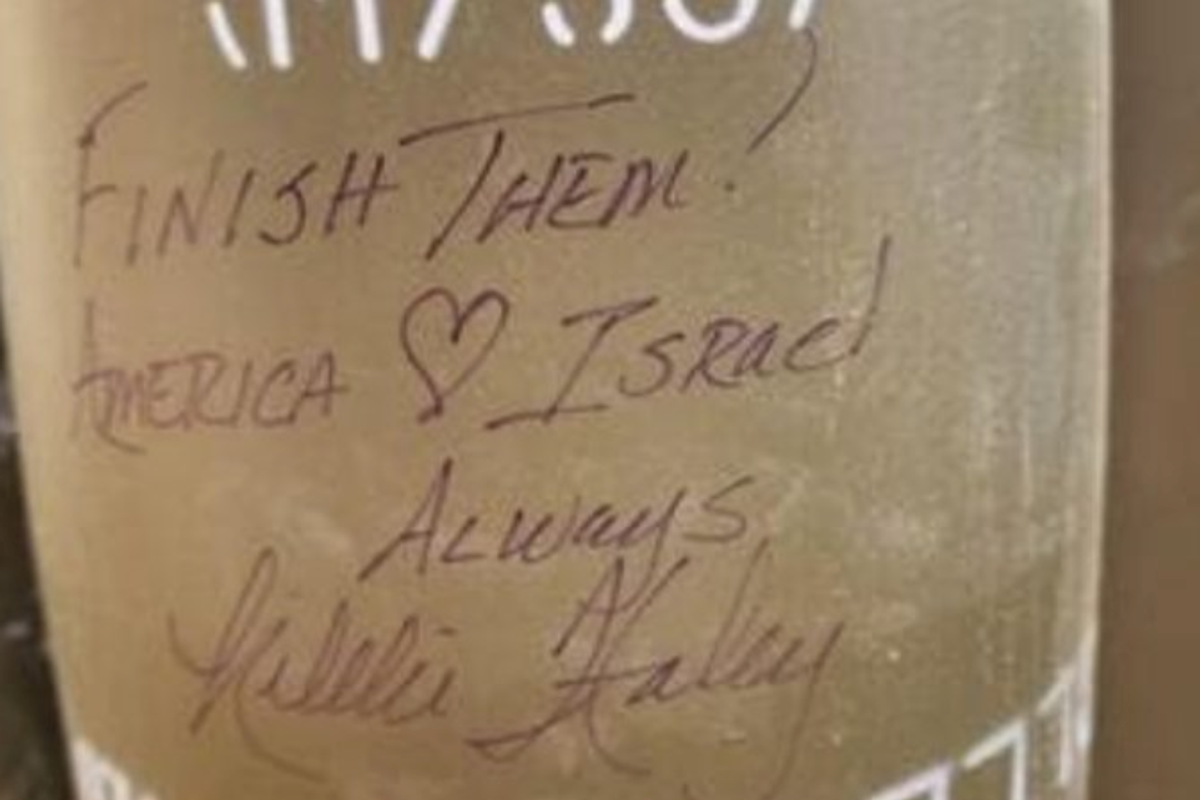 FINISH THEM!
AMERICA ♡ ISRAEL
ALWAYS,
Nikki Haley